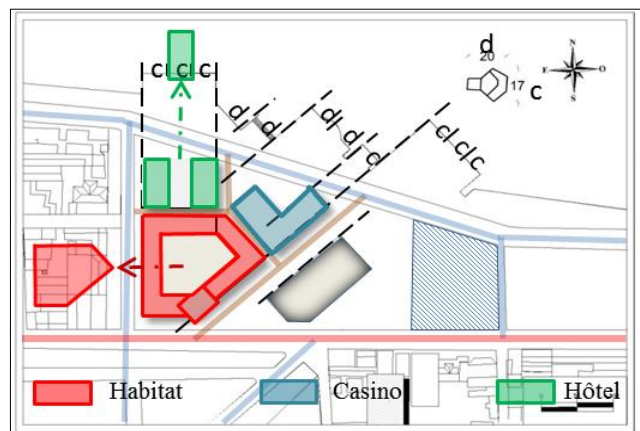 d
20
17 c
N
E O
S
c c c
d d
d d c
c c c
Habitat
Casino
Hôtel